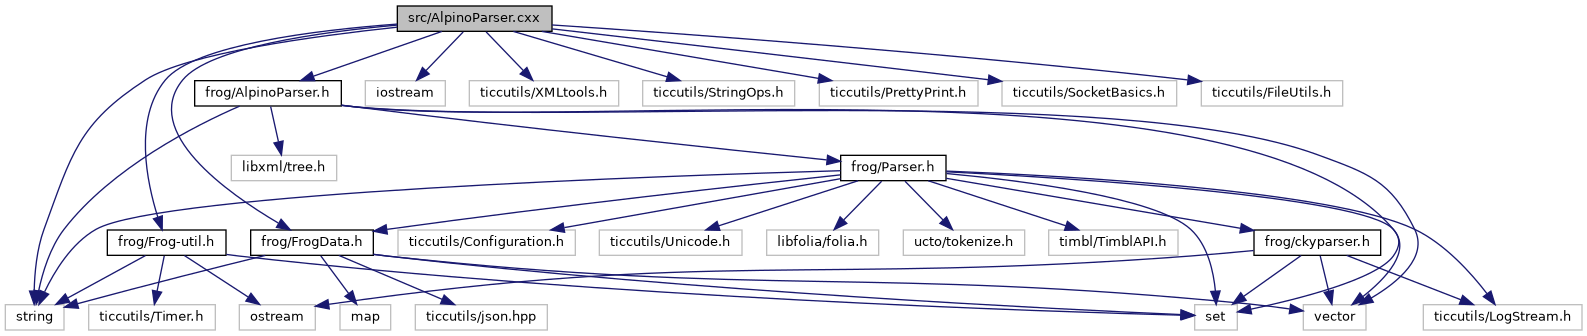 src/AlpinoParser.cxx
frog/AlpinoParser.h
iostream
ticcutils/XMLtools.h
ticcutils/StringOps.h
ticcutils/PrettyPrint.h
ticcutils/SocketBasics.h
ticcutils/FileUtils.h
libxml/tree.h
frog/Parser.h
frog/Frog-util.h
frog/FrogData.h
ticcutils/Configuration.h
ticcutils/Unicode.h
libfolia/folia.h
ucto/tokenize.h
timbl/TimblAPI.h
frog/ckyparser.h
string
ticcutils/Timer.h
ostream
map
ticcutils/json.hpp
set
vector
ticcutils/LogStream.h